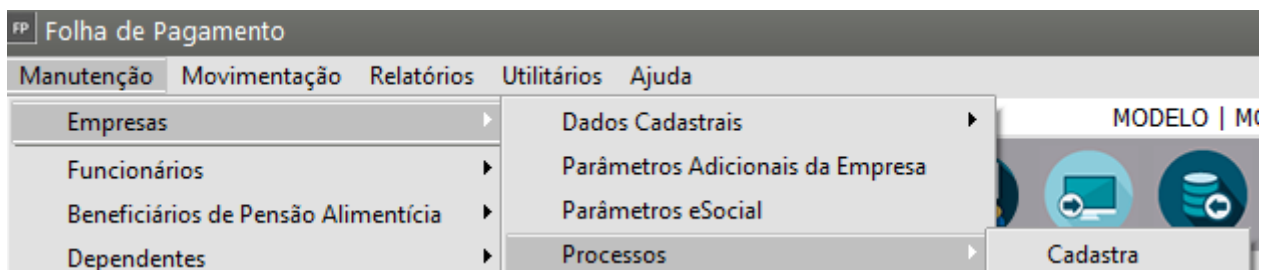 FP Folha de Pagamento
Manutenção Movimentação Relatórios Utilitários Ajuda
Empresas Dados Cadastrais MODELO |
Funcionários Parâmetros Adicionais da Empresa
Beneficiários de Pensão Alimentícia Parâmetros eSocial
Dependentes Processos Cadastra